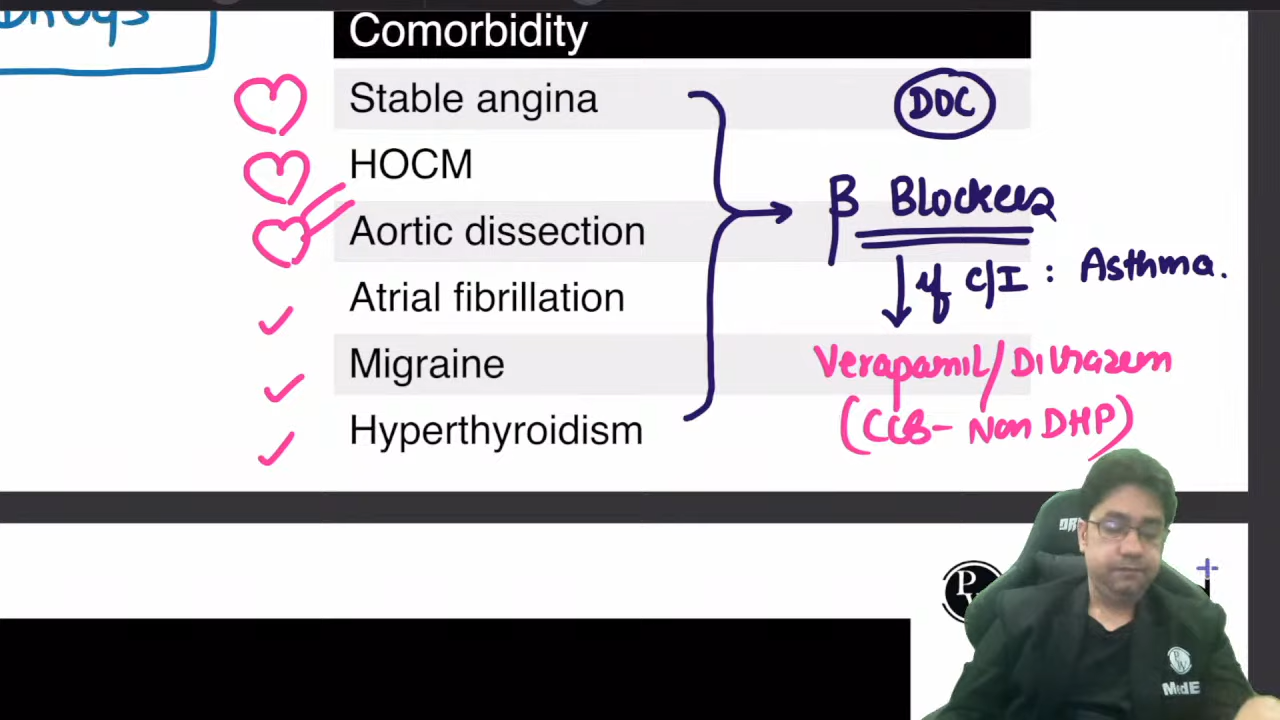 DRUgs
Comorbidity
Stable angina
DOC
HOCM
β Blockers
Aortic dissection
if C/I : Asthma.
Atrial fibrillation
Migraine
Verapamil/Diltiazem
(CCB- Non DHP)
Hyperthyroidism
MedE